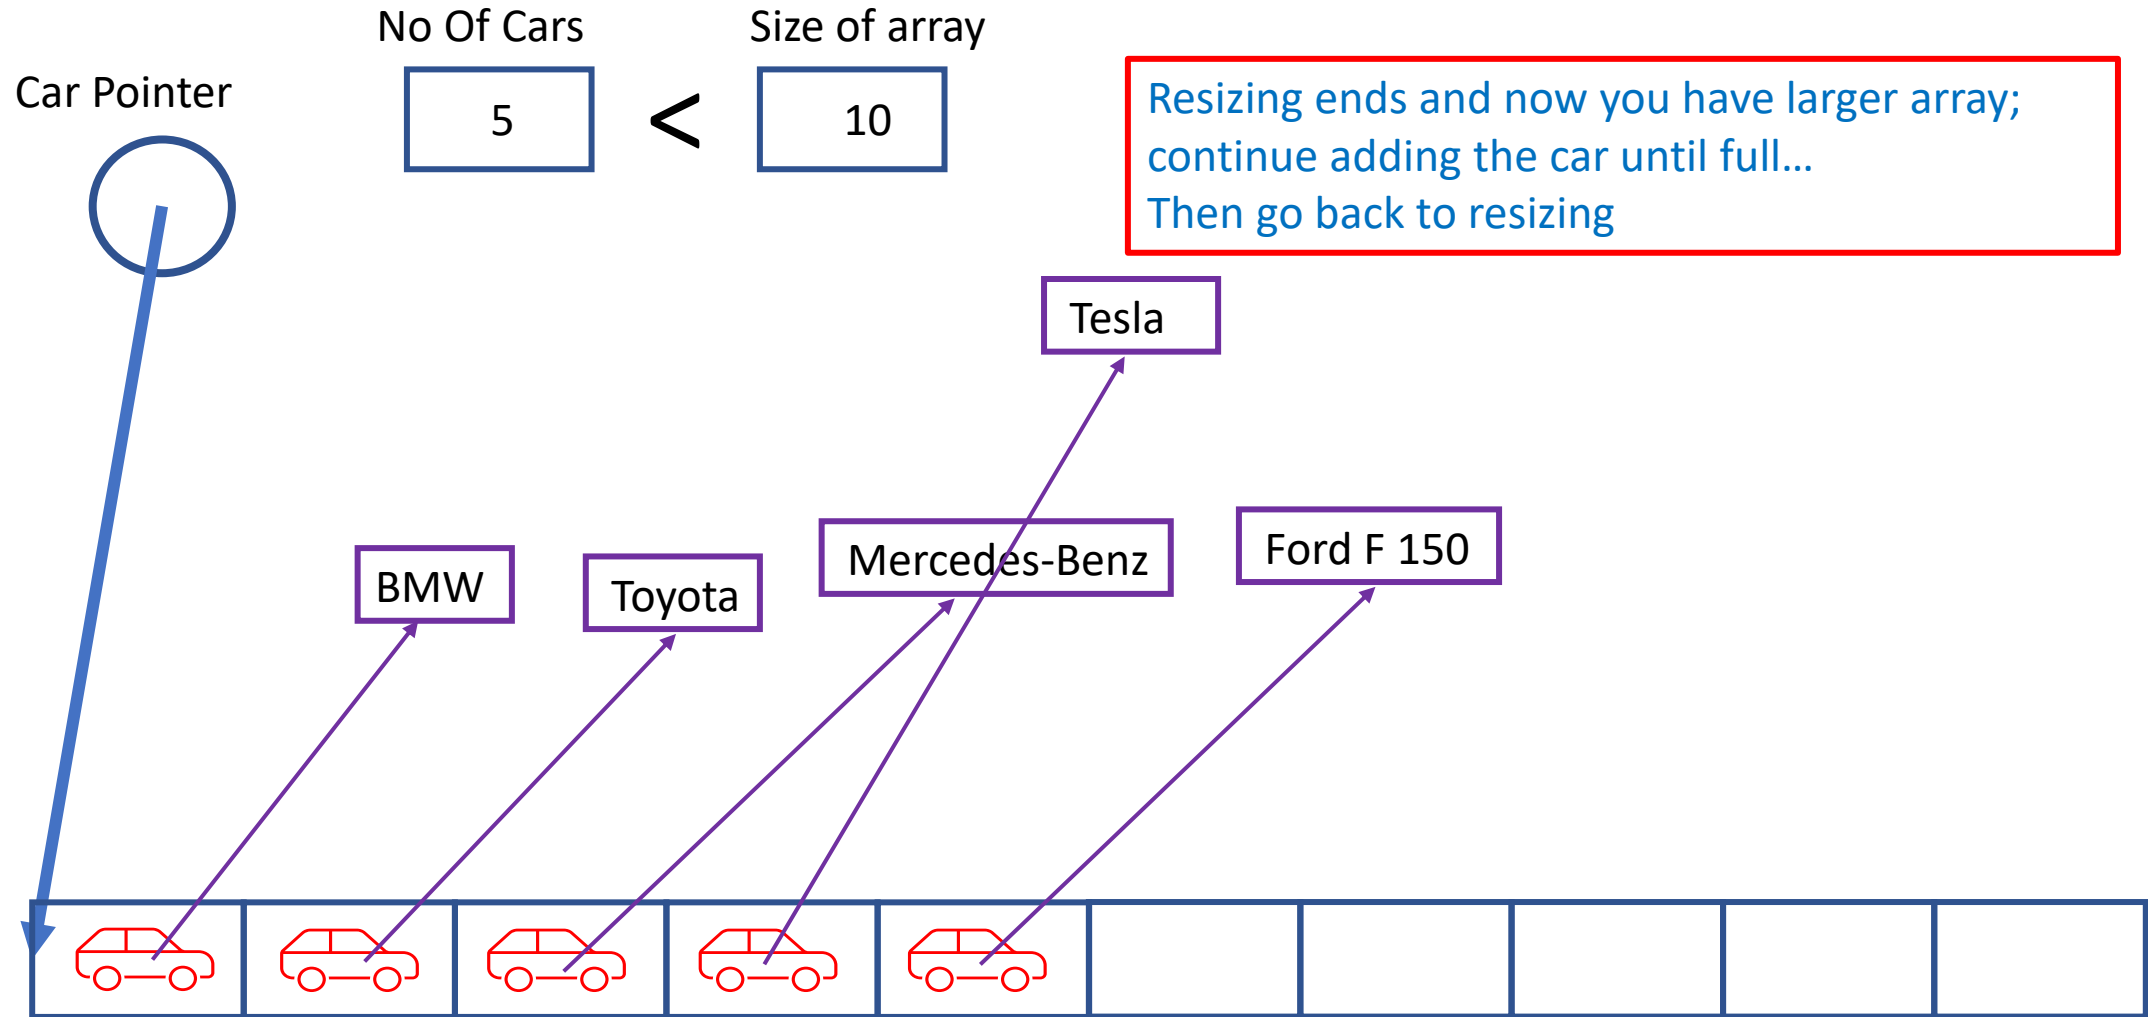 No Of Cars
Size of array
Car Pointer
5
<
10
Resizing ends and now you have larger array;
continue adding the car until full...
Then go back to resizing
Tesla
BMW
Toyota
Mercedes-Benz
Ford F 150